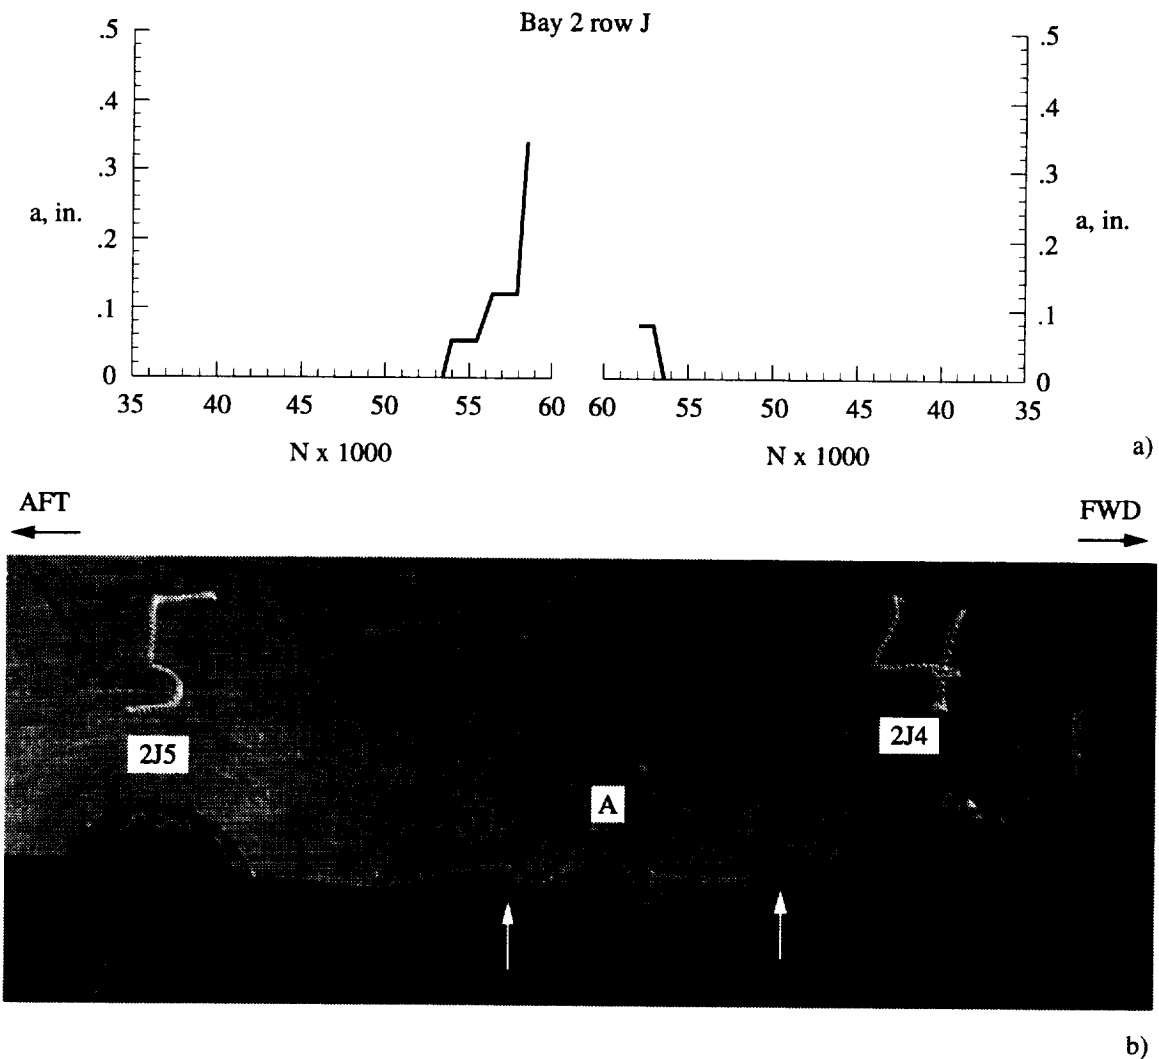 Bay 2 row J
.5
.4
.3
.2
.1
0
a, in.
35 40 45 50 55 60
N x 1000
.5
.4
.3
.2
.1
0
a, in.
60 55 50 45 40 35
N x 1000
a)
AFT
FWD
5
4
2J5
2J4
A
b)